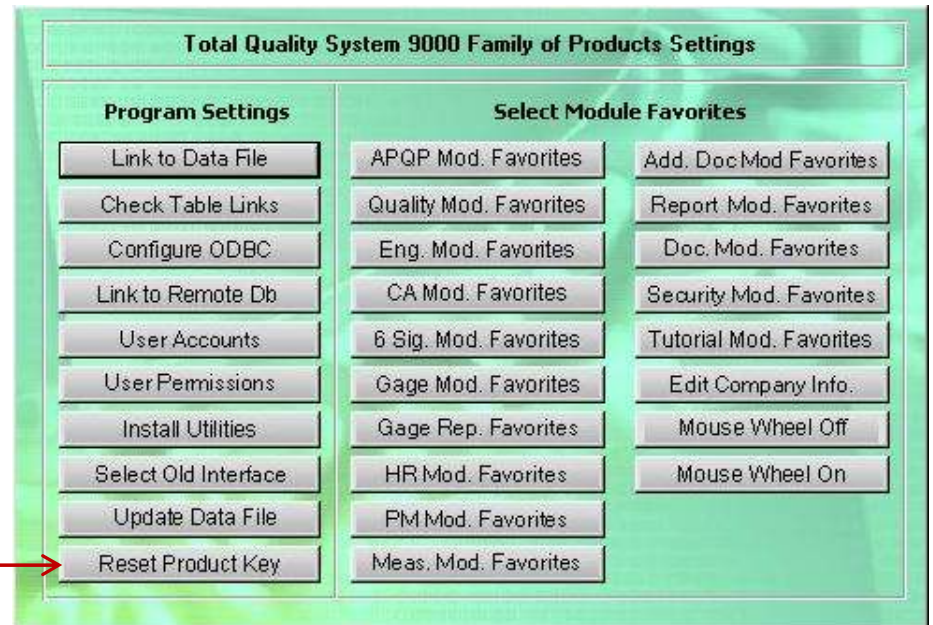 Total Quality System 9000 Family of Products Settings
Program Settings
Link to Data File
Check Table Links
Configure ODBC
Link to Remote Db
User Accounts
User Permissions
Install Utilities
Select Old Interface
Update Data File
Reset Product Key
Select Module Favorites
APQP Mod. Favorites
Quality Mod. Favorites
Eng. Mod. Favorites
CA Mod. Favorites
6 Sig. Mod. Favorites
Gage Mod. Favorites
Gage Rep. Favorites
HR Mod. Favorites
PM Mod. Favorites
Meas. Mod. Favorites
Add. Doc Mod Favorites
Report Mod. Favorites
Doc. Mod. Favorites
Security Mod. Favorites
Tutorial Mod. Favorites
Edit Company Info.
Mouse Wheel Off
Mouse Wheel On